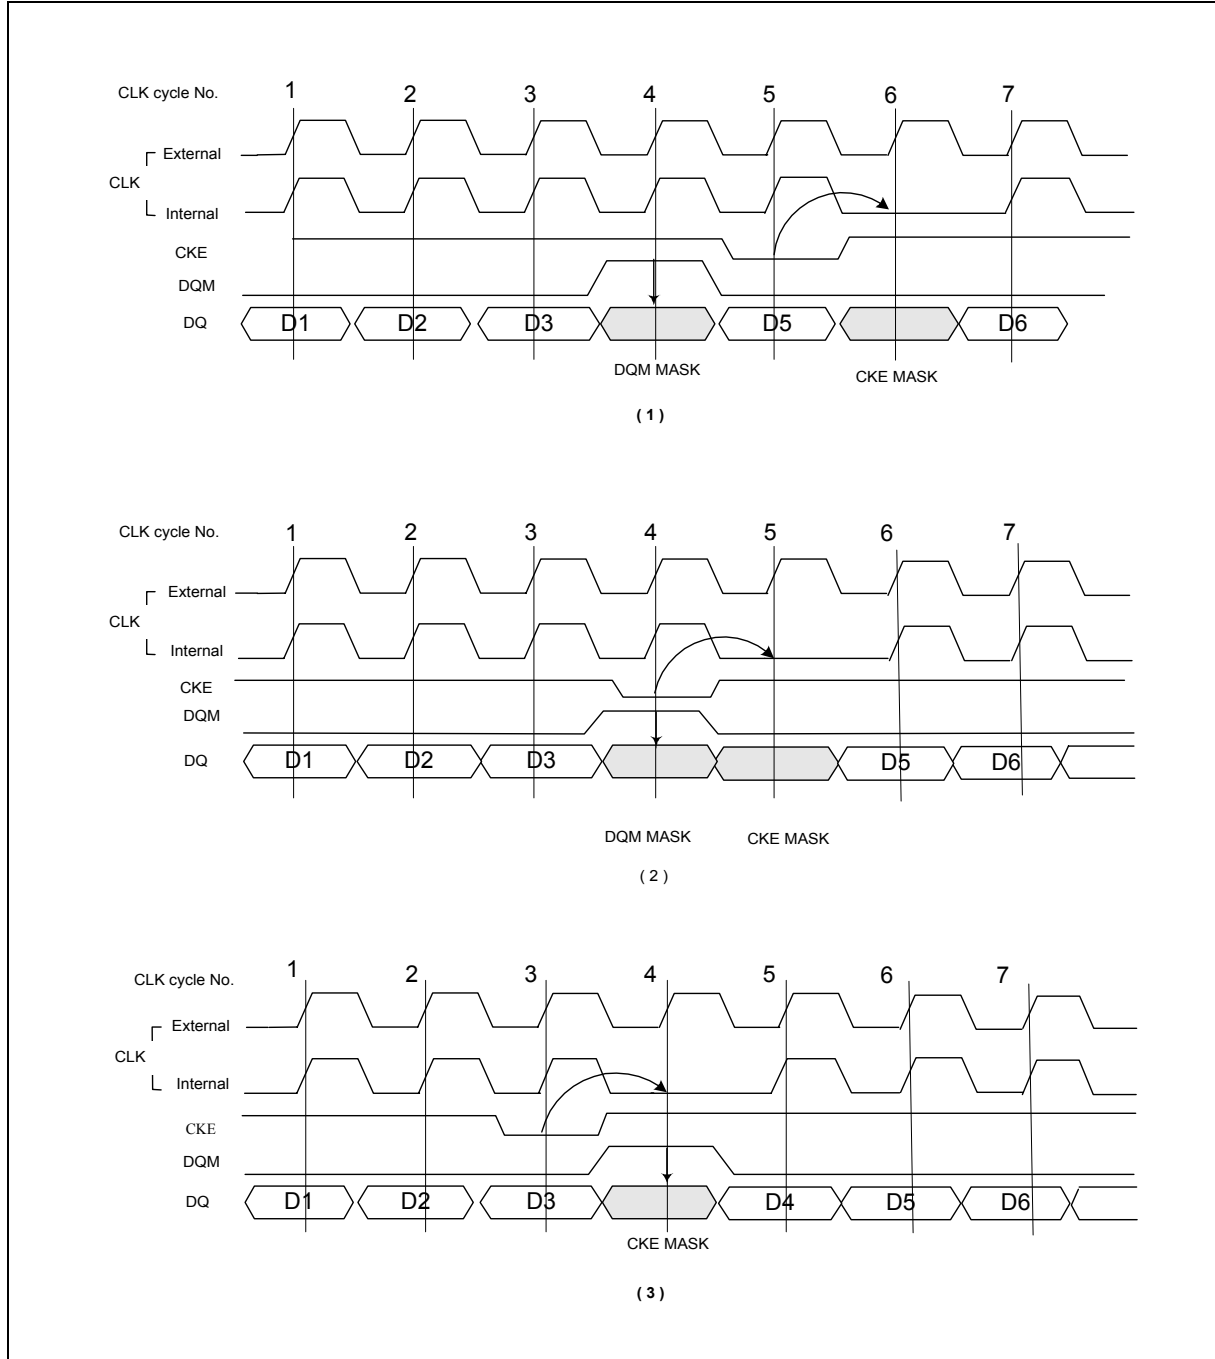 CLK cycle No. 1 2 3 4 5 6 7
External
CLK
Internal
CKE
DQM
DQ D1 D2 D3 D5 D6
DQM MASK CKE MASK
( 1 )
CLK cycle No. 1 2 3 4 5 6 7
External
CLK
Internal
CKE
DQM
DQ D1 D2 D3 D5 D6
DQM MASK CKE MASK
( 2 )
CLK cycle No. 1 2 3 4 5 6 7
External
CLK
Internal
CKE
DQM
DQ D1 D2 D3 D4 D5 D6
CKE MASK
( 3 )